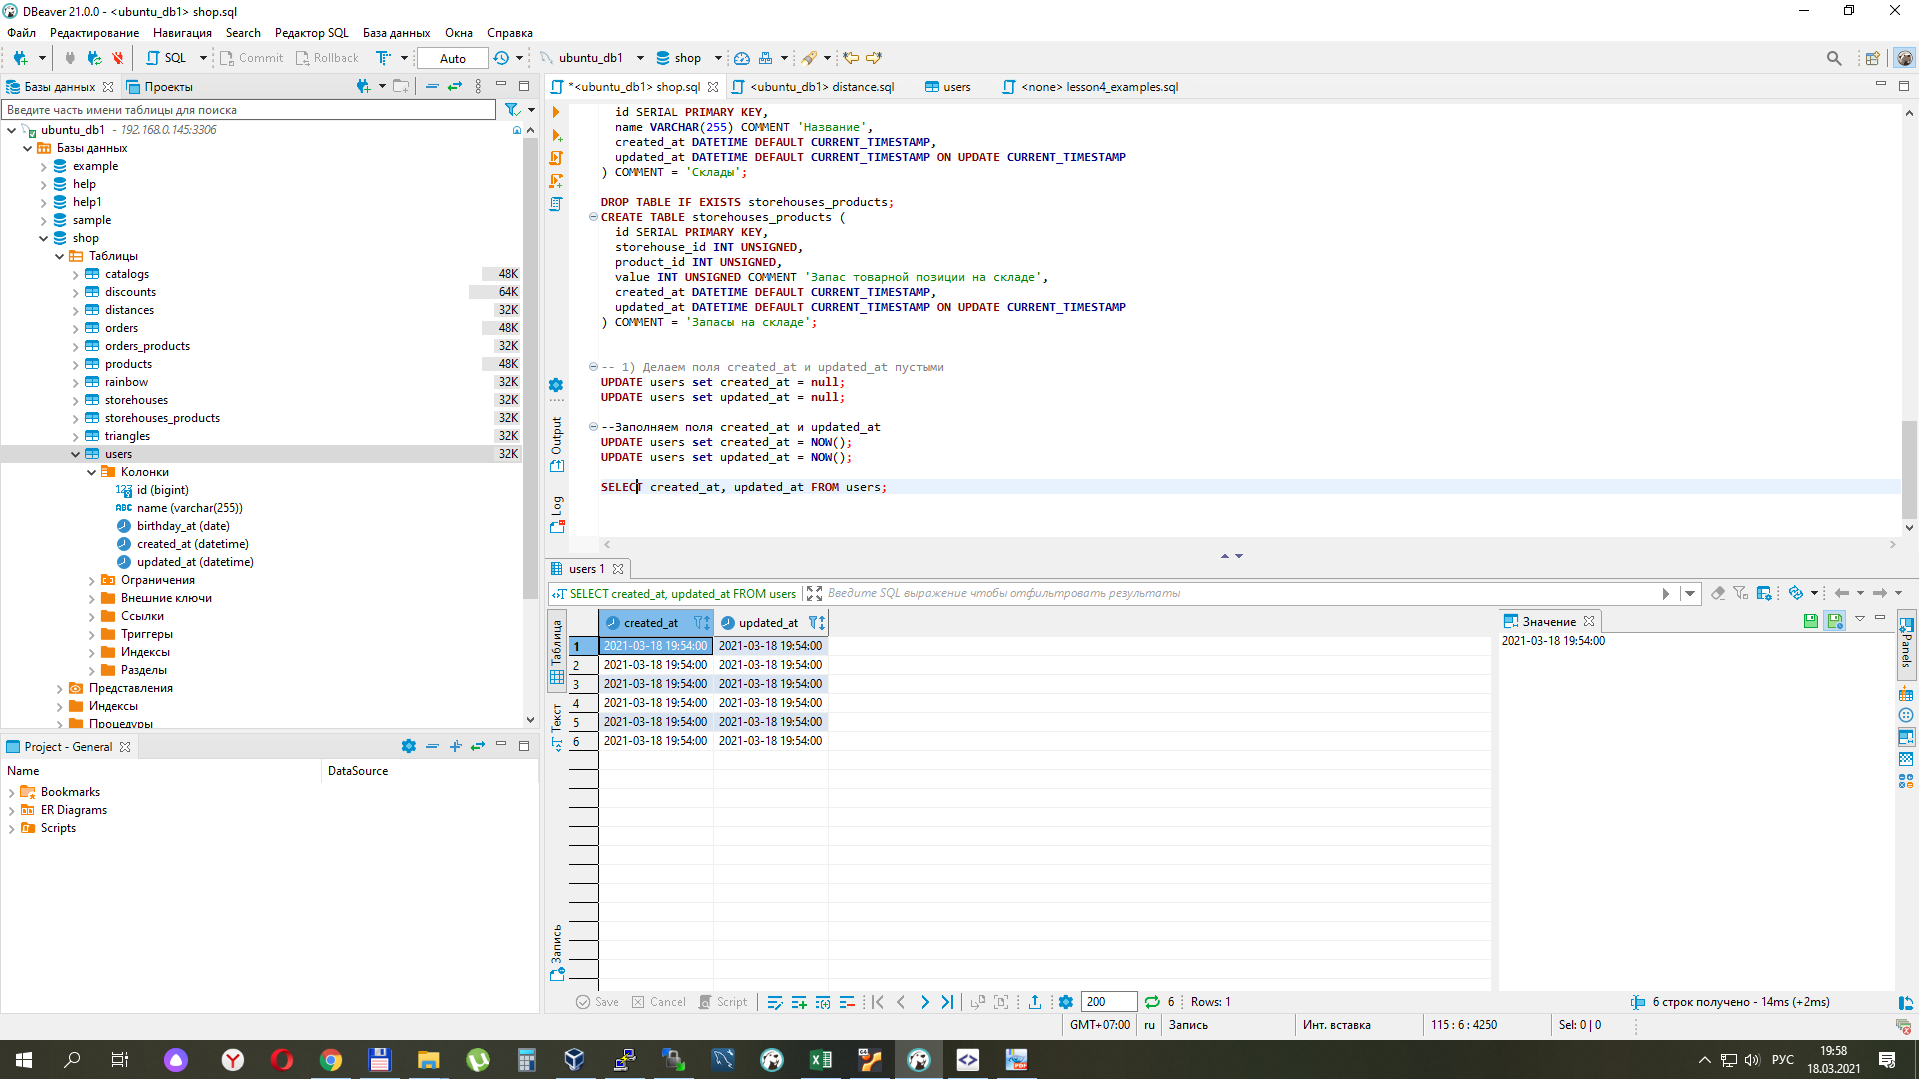 DBeaver 21.0.0 - <ubuntu_db1> shop.sql
Файл Редактирование Навигация Search Редактор SQL База данных Окна Справка
SQL Commit Rollback Auto ubuntu_db1 shop
Базы данных Проекты
Введите часть имени таблицы для поиска
ubuntu_db1 - 192.168.0.145:3306
Базы данных
example
help
help1
sample
shop
Таблицы
catalogs 48K
discounts 64K
distances 32K
orders 48K
orders_products 32K
products 48K
rainbow 32K
storehouses 32K
storehouses_products 32K
triangles 32K
users 32K
Колонки
id (bigint)
name (varchar(255))
birthday_at (date)
created_at (datetime)
updated_at (datetime)
Ограничения
Внешние ключи
Ссылки
Триггеры
Индексы
Разделы
Представления
Индексы
Процедуры
Project - General
Name DataSource
Bookmarks
ER Diagrams
Scripts
*<ubuntu_db1> shop.sql <ubuntu_db1> distance.sql users <none> lesson4_examples.sql
id SERIAL PRIMARY KEY,
name VARCHAR(255) COMMENT 'Название',
created_at DATETIME DEFAULT CURRENT_TIMESTAMP,
updated_at DATETIME DEFAULT CURRENT_TIMESTAMP ON UPDATE CURRENT_TIMESTAMP
) COMMENT = 'Склады';
DROP TABLE IF EXISTS storehouses_products;
CREATE TABLE storehouses_products (
id SERIAL PRIMARY KEY,
storehouse_id INT UNSIGNED,
product_id INT UNSIGNED,
value INT UNSIGNED COMMENT 'Запас товарной позиции на складе',
created_at DATETIME DEFAULT CURRENT_TIMESTAMP,
updated_at DATETIME DEFAULT CURRENT_TIMESTAMP ON UPDATE CURRENT_TIMESTAMP
) COMMENT = 'Запасы на складе';
-- 1) Делаем поля created_at и updated_at пустыми
UPDATE users set created_at = null;
UPDATE users set updated_at = null;
--Заполняем поля created_at и updated_at
UPDATE users set created_at = NOW();
UPDATE users set updated_at = NOW();
SELECT created_at, updated_at FROM users;
Output
Log
users 1
SELECT created_at, updated_at FROM users Введите SQL выражение чтобы отфильтровать результаты
Таблица
Текст
Запись
created_at updated_at
1 2021-03-18 19:54:00 2021-03-18 19:54:00
2 2021-03-18 19:54:00 2021-03-18 19:54:00
3 2021-03-18 19:54:00 2021-03-18 19:54:00
4 2021-03-18 19:54:00 2021-03-18 19:54:00
5 2021-03-18 19:54:00 2021-03-18 19:54:00
6 2021-03-18 19:54:00 2021-03-18 19:54:00
Значение
2021-03-18 19:54:00
Panels
Save Cancel Script 200 6 Rows: 1 6 строк получено - 14ms (+2ms)
GMT+07:00 ru Запись Инт. вставка 115 : 6 : 4250 Sel: 0 | 0
РУС 19:58
18.03.2021